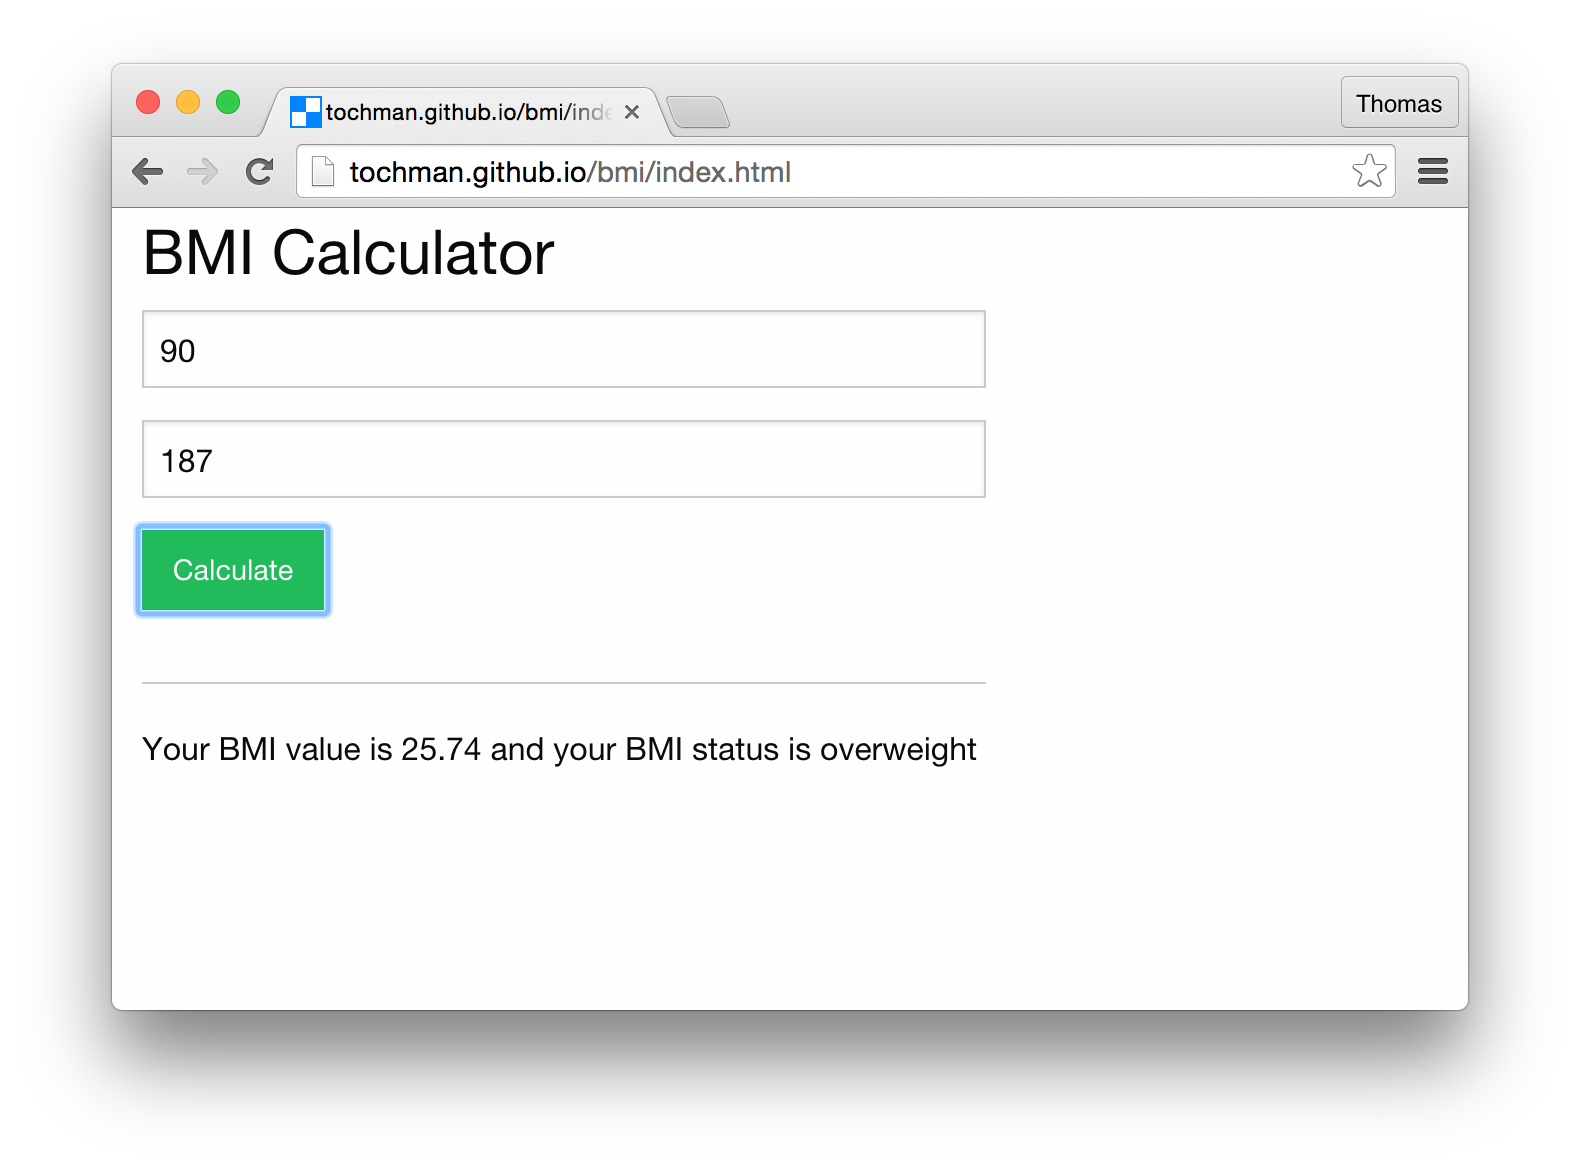 tochman.github.io/bmi/inde
Thomas
tochman.github.io/bmi/index.html
BMI Calculator
90
187
Calculate
Your BMI value is 25.74 and your BMI status is overweight